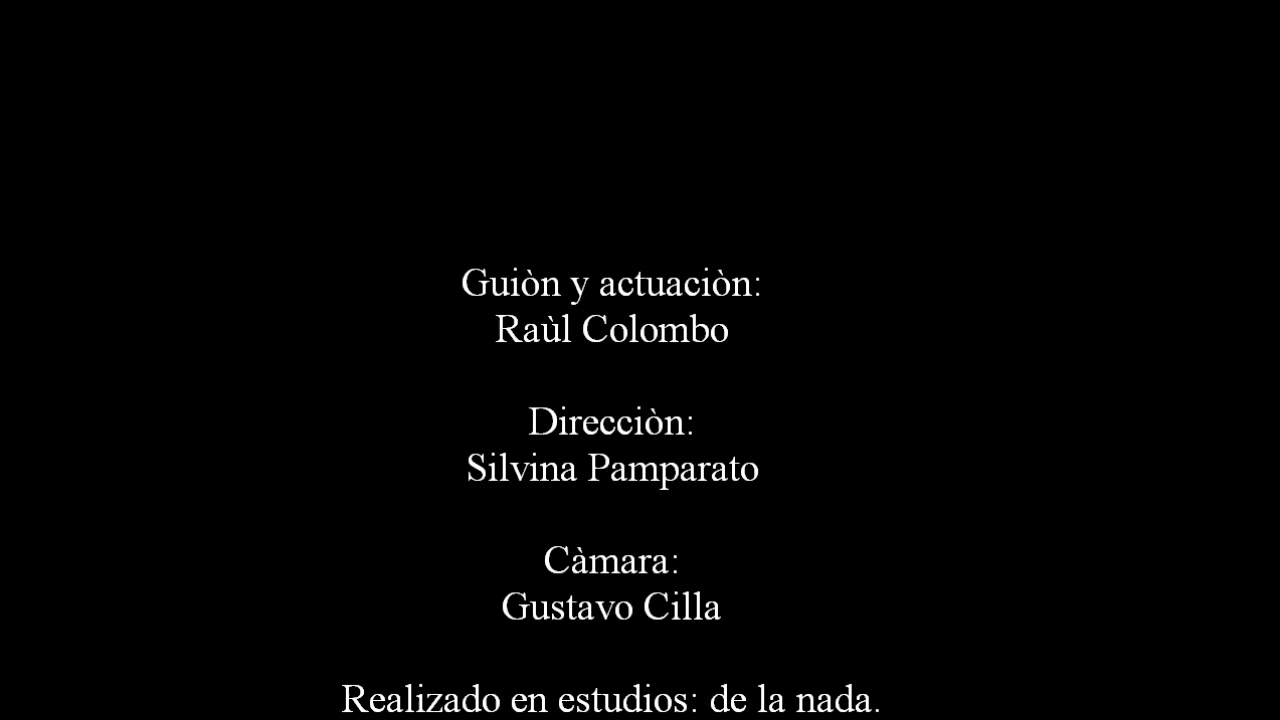 Guiòn y actuaciòn:
Raùl Colombo
Direcciòn:
Silvina Pamparato
Càmara:
Gustavo Cilla
Realizado en estudios: de la nada.